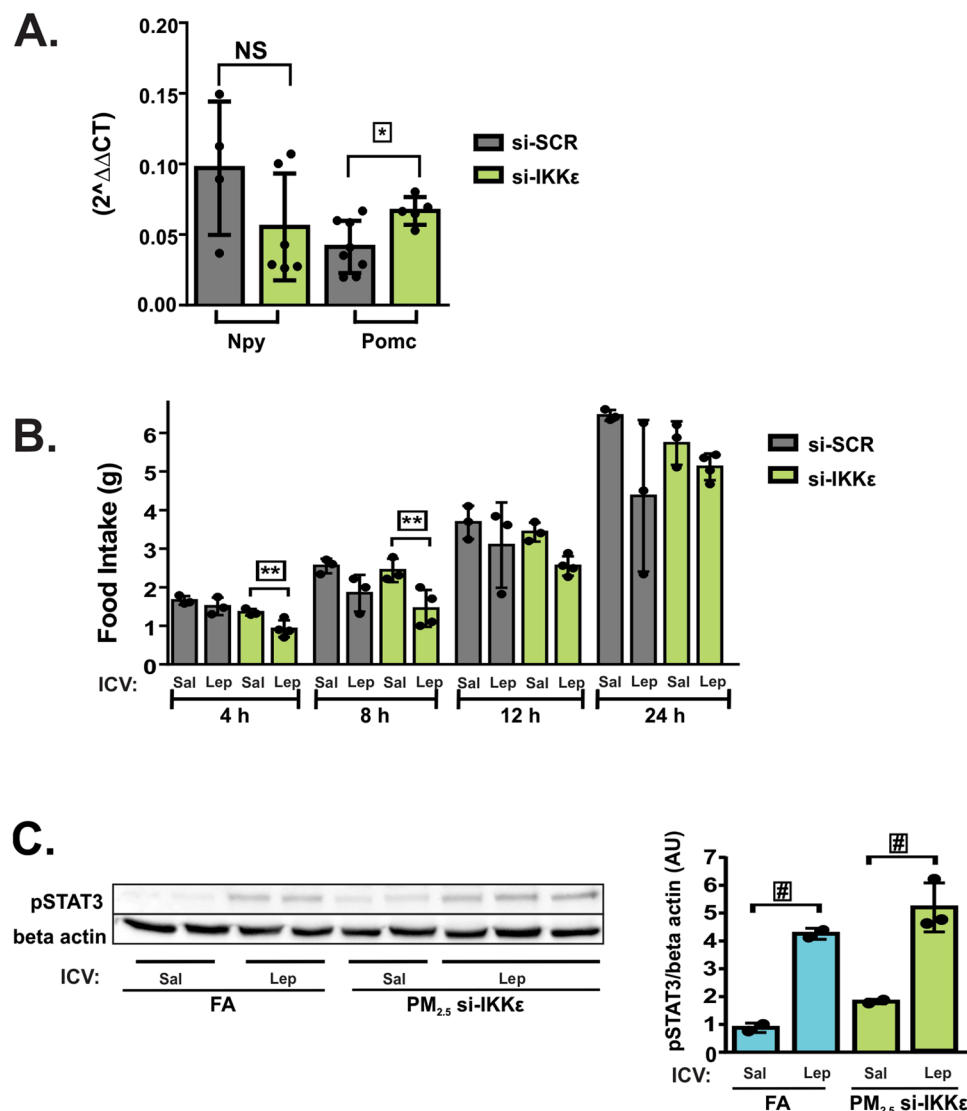 A.
0.20
0.15
0.10
0.05
0.00
(2^ΔΔCT)
NS
*
si-SCR
si-IKKε
Npy
Pomc
B.
Food Intake (g)
6
5
4
3
2
1
0
**
**
si-SCR
si-IKKε
ICV: Sal Lep Sal Lep Sal Lep Sal Lep Sal Lep Sal Lep Sal Lep Sal Lep
4 h 8 h 12 h 24 h
C.
pSTAT3
beta actin
ICV: Sal Lep Sal Lep
FA PM2.5 si-IKKε
pSTAT3/beta actin (AU)
7
6
5
4
3
2
1
0
#
#
ICV: Sal Lep Sal Lep
FA PM2.5 si-IKKε